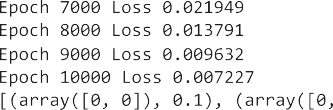 Epoch 7000 Loss 0.021949
Epoch 8000 Loss 0.013791
Epoch 9000 Loss 0.009632
Epoch 10000 Loss 0.007227
[(array([0, 0]), 0.1), (array([0,